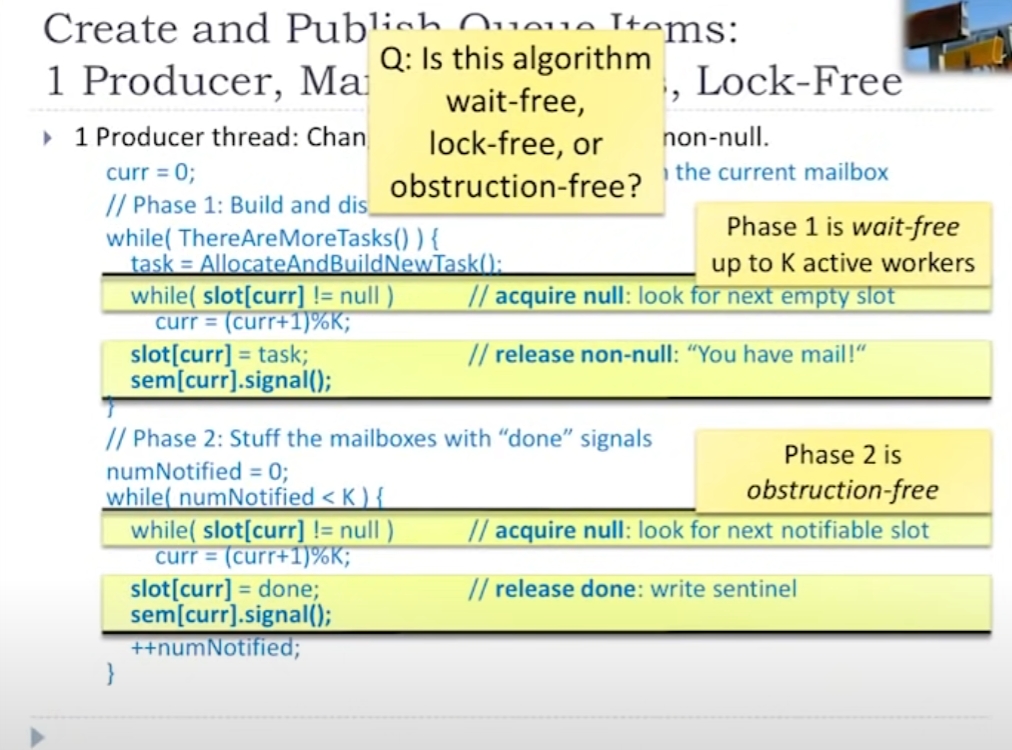 Create and Publish Queue Items:
1 Producer, Ma , Lock-Free
Q: Is this algorithm
wait-free,
lock-free, or
obstruction-free?
1 Producer thread: Chan non-null.
curr = 0; the current mailbox
// Phase 1: Build and dis
while( ThereAreMoreTasks() ) {
task = AllocateAndBuildNewTask();
Phase 1 is wait-free
up to K active workers
while( slot[curr] != null ) // acquire null: look for next empty slot
curr = (curr+1)%K;
slot[curr] = task; // release non-null: “You have mail!“
sem[curr].signal();
}
// Phase 2: Stuff the mailboxes with “done” signals
numNotified = 0;
while( numNotified < K ) {
Phase 2 is
obstruction-free
while( slot[curr] != null ) // acquire null: look for next notifiable slot
curr = (curr+1)%K;
slot[curr] = done; // release done: write sentinel
sem[curr].signal();
++numNotified;
}